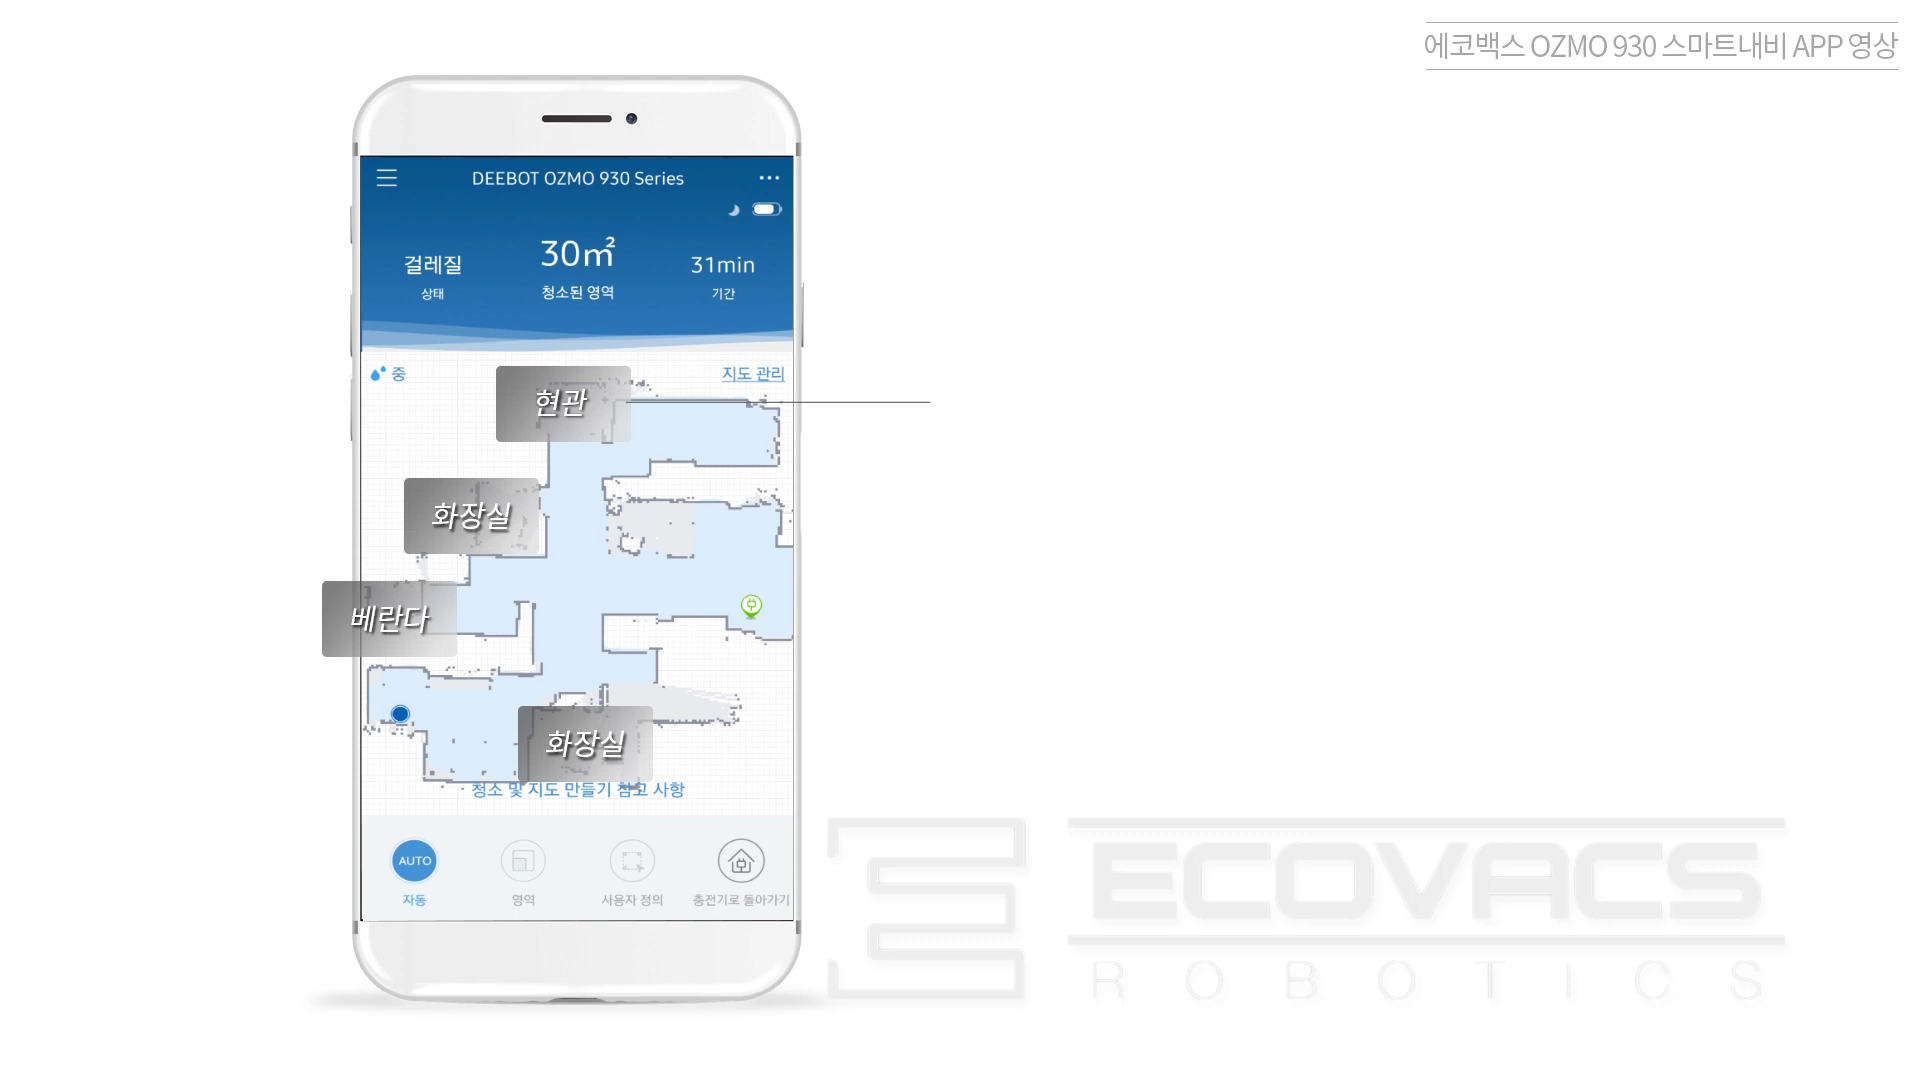 에코백스 OZMO 930 스마트내비 APP 영상
DEEBOT OZMO 930 Series
걸레질
30㎡
31min
상태
청소된 영역
기간
중
지도 관리
현관
화장실
베란다
화장실
청소 및 지도 만들기 참고 사항
AUTO
자동
영역
사용자 정의
충전기로 돌아가기
ECOVACS
ROBOTICS